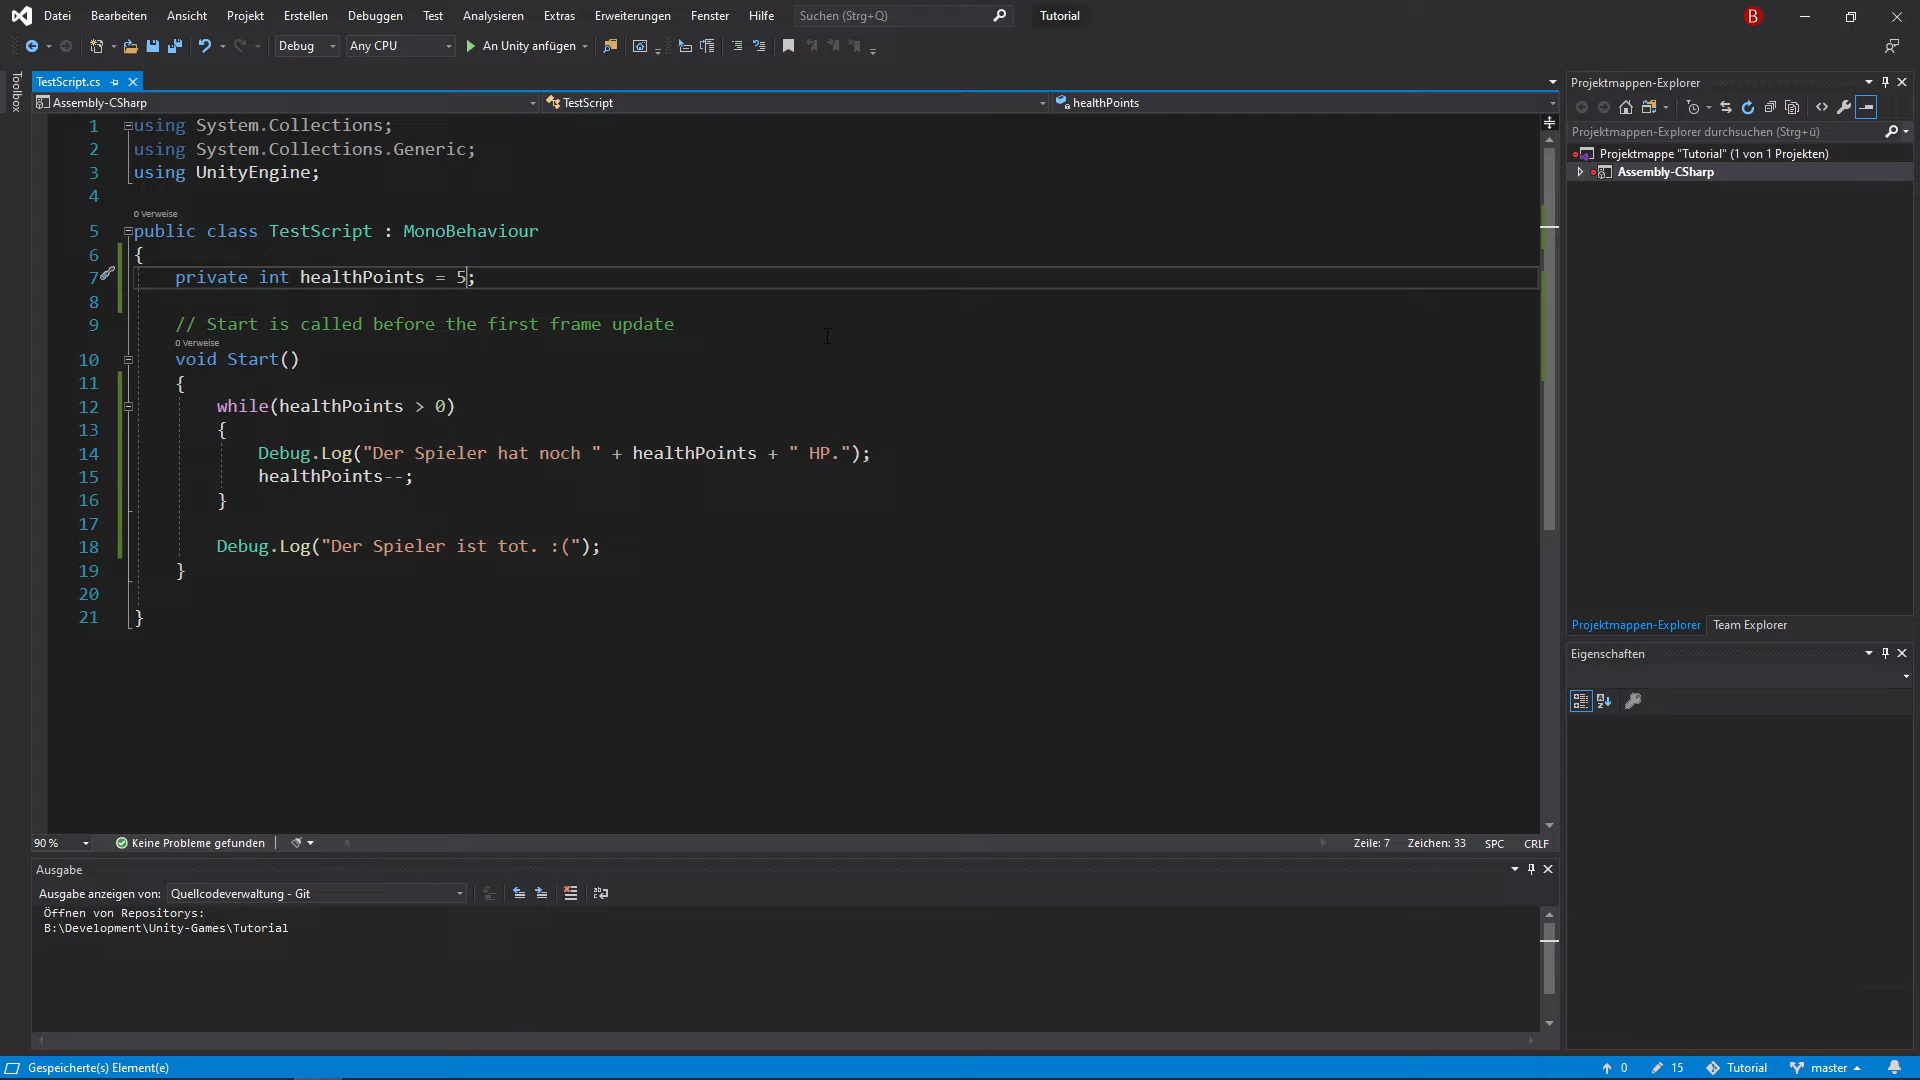 Datei Bearbeiten Ansicht Projekt Erstellen Debuggen Test Analysieren Extras Erweiterungen Fenster Hilfe Suchen (Strg+Q) Tutorial B
Debug Any CPU An Unity anfügen
Toolbox
TestScript.cs
Assembly-CSharp TestScript healthPoints
1 using System.Collections;
2 using System.Collections.Generic;
3 using UnityEngine;
4
0 Verweise
5 public class TestScript : MonoBehaviour
6 {
7 private int healthPoints = 5;
8
9 // Start is called before the first frame update
0 Verweise
10 void Start()
11 {
12 while(healthPoints > 0)
13 {
14 Debug.Log("Der Spieler hat noch " + healthPoints + " HP.");
15 healthPoints--;
16 }
17
18 Debug.Log("Der Spieler ist tot. :(");
19 }
20
21 }
90 % Keine Probleme gefunden Zeile: 7 Zeichen: 33 SPC CRLF
Ausgabe
Ausgabe anzeigen von: Quellcodeverwaltung - Git
Öffnen von Repositorys:
B:\Development\Unity-Games\Tutorial
Projektmappen-Explorer
Projektmappen-Explorer durchsuchen (Strg+ü)
Projektmappe "Tutorial" (1 von 1 Projekten)
Assembly-CSharp
Projektmappen-Explorer Team Explorer
Eigenschaften
Gespeicherte(s) Element(e) 0 15 Tutorial master